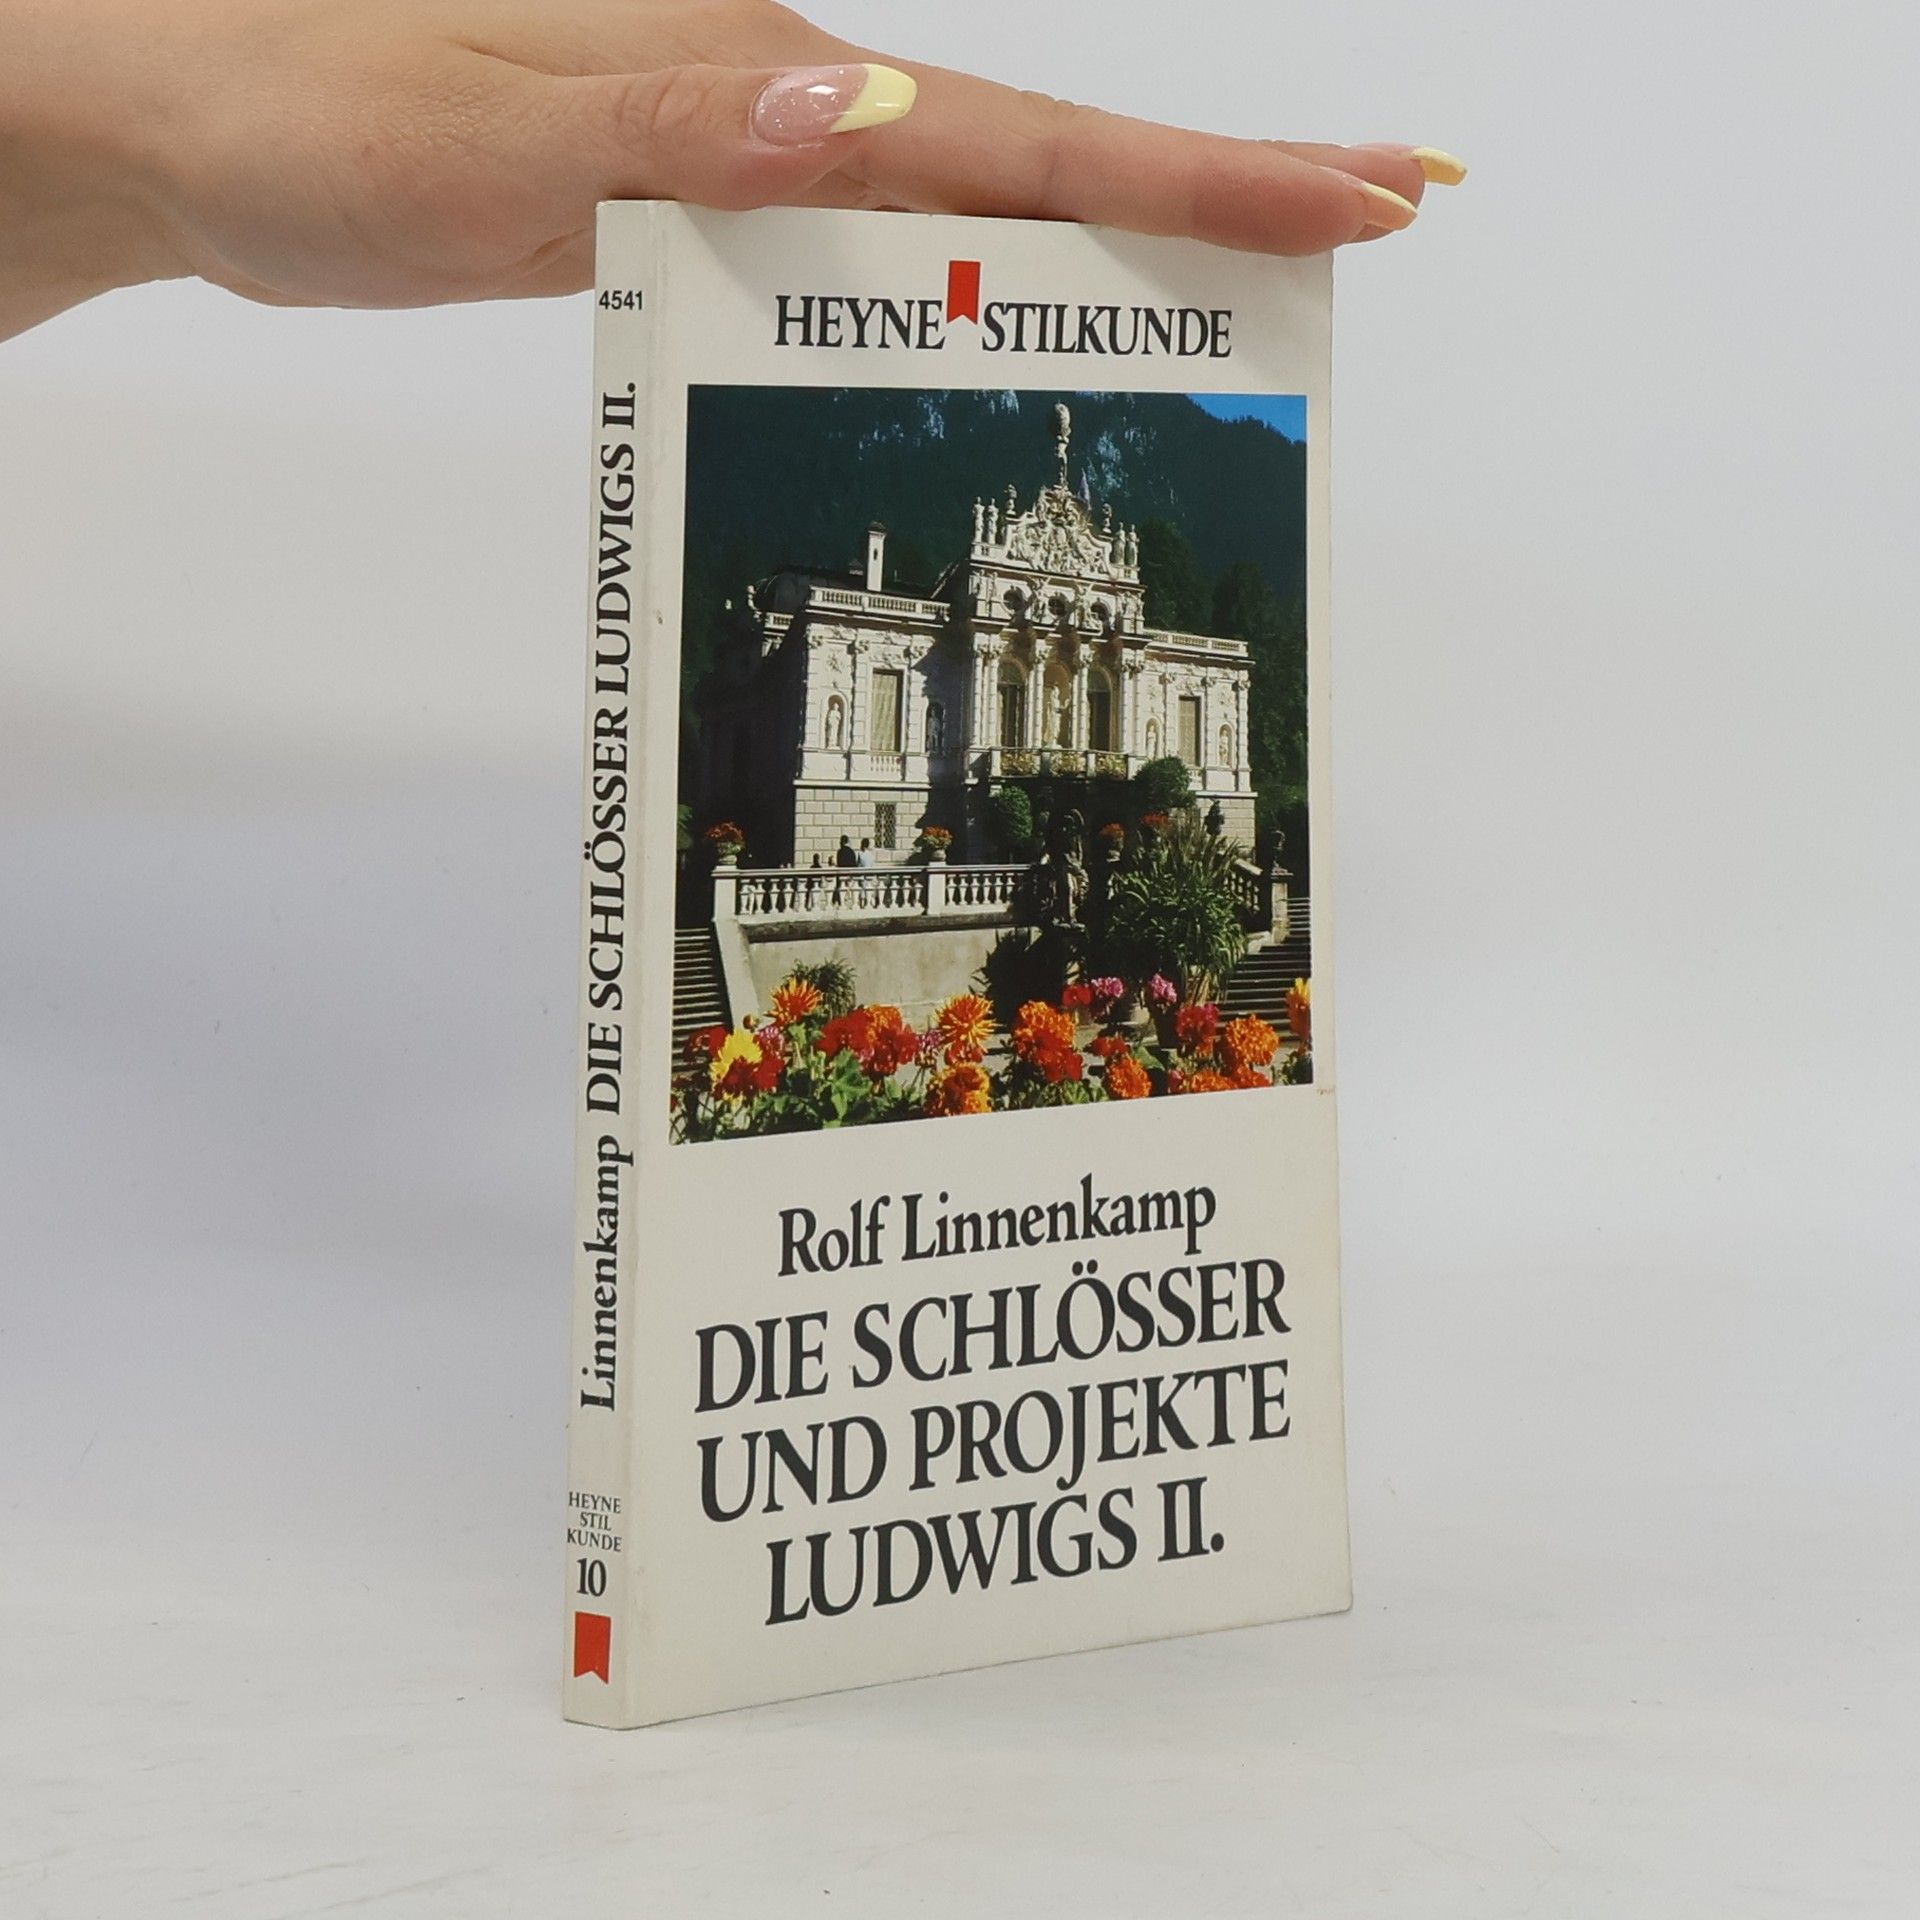 4541
Linnenkamp DIE SCHLÖSSER LUDWIGS II.
HEYNE
STIL
KUNDE
10
HEYNE STILKUNDE
Rolf Linnenkamp
DIE SCHLÖSSER
UND PROJEKTE
LUDWIGS II.